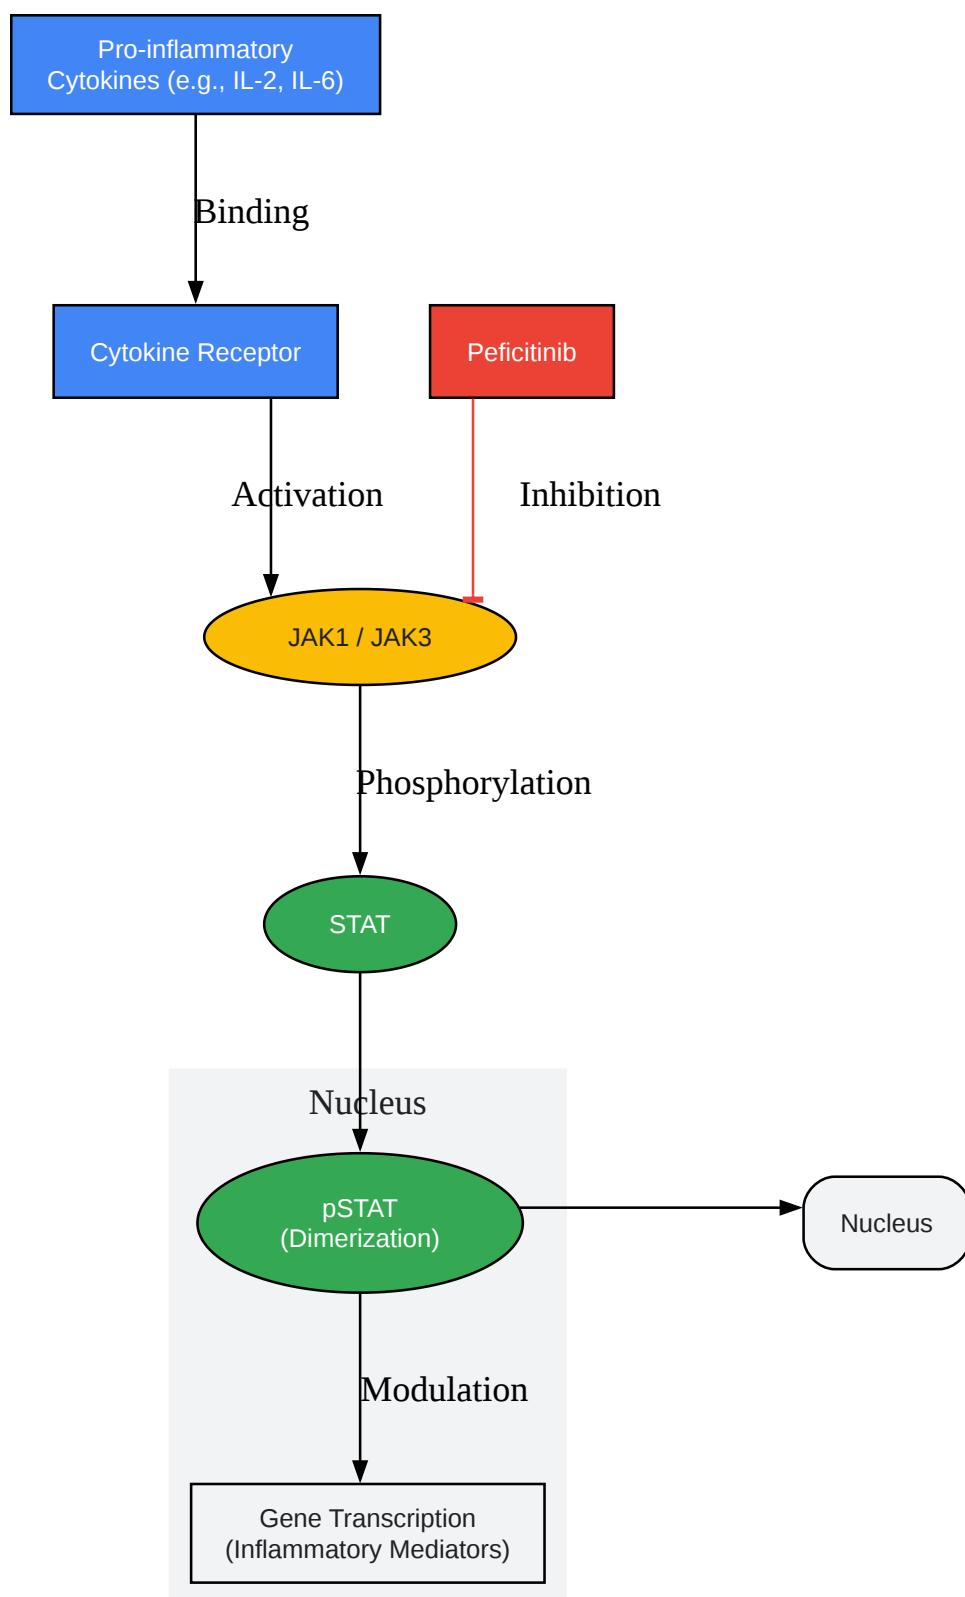 Pro-inflammatory
Cytokines (e.g., IL-2, IL-6)
Binding
Cytokine Receptor
Peficitinib
Activation
Inhibition
JAK1 / JAK3
Phosphorylation
STAT
Nucleus
pSTAT
(Dimerization)
Nucleus
Modulation
Gene Transcription
(Inflammatory Mediators)